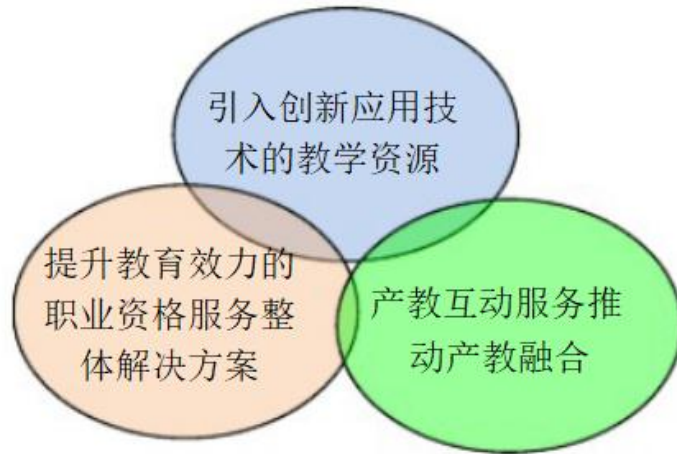 引入创新应用技
术的教学资源
提升教育效力的
职业资格服务整
体解决方案
产教互动服务推
动产教融合